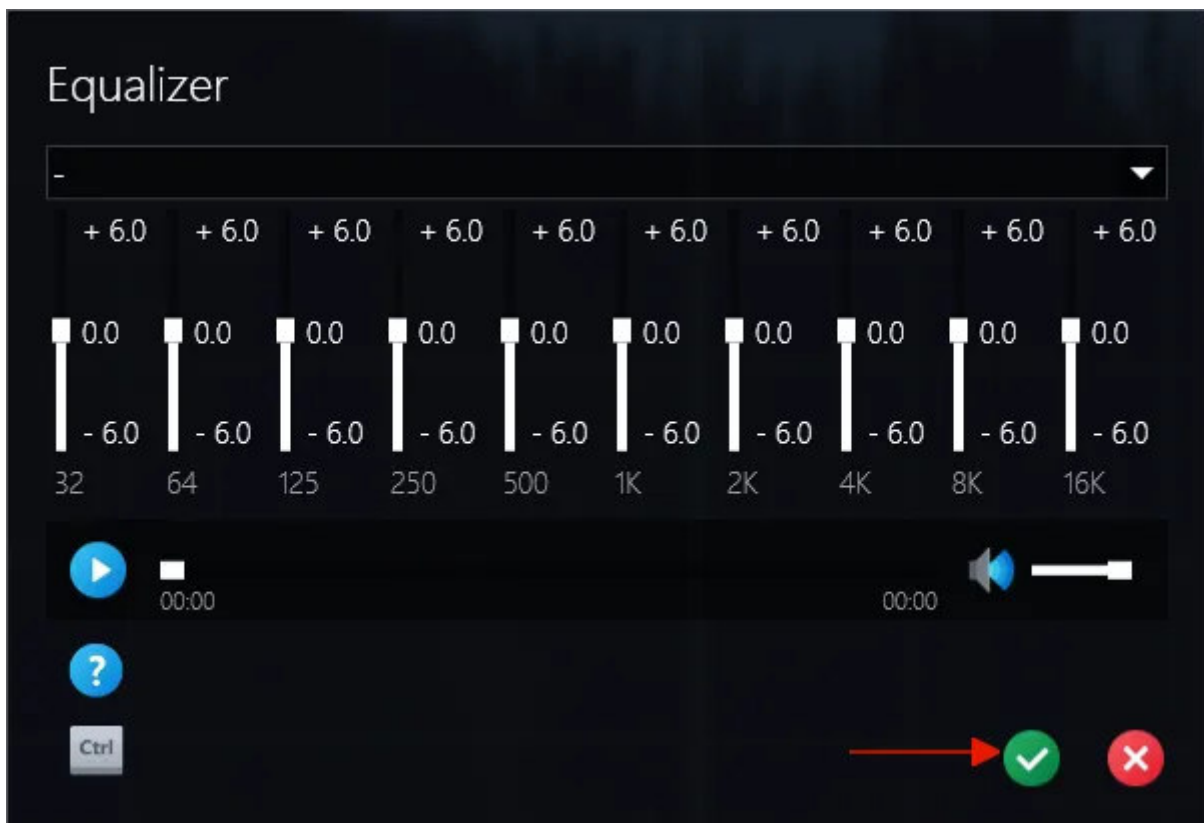 Equalizer
-
+ 6.0 + 6.0 + 6.0 + 6.0 + 6.0 + 6.0 + 6.0 + 6.0 + 6.0 + 6.0
0.0 0.0 0.0 0.0 0.0 0.0 0.0 0.0 0.0 0.0
- 6.0 - 6.0 - 6.0 - 6.0 - 6.0 - 6.0 - 6.0 - 6.0 - 6.0 - 6.0
32 64 125 250 500 1K 2K 4K 8K 16K
00:00 00:00
?
Ctrl